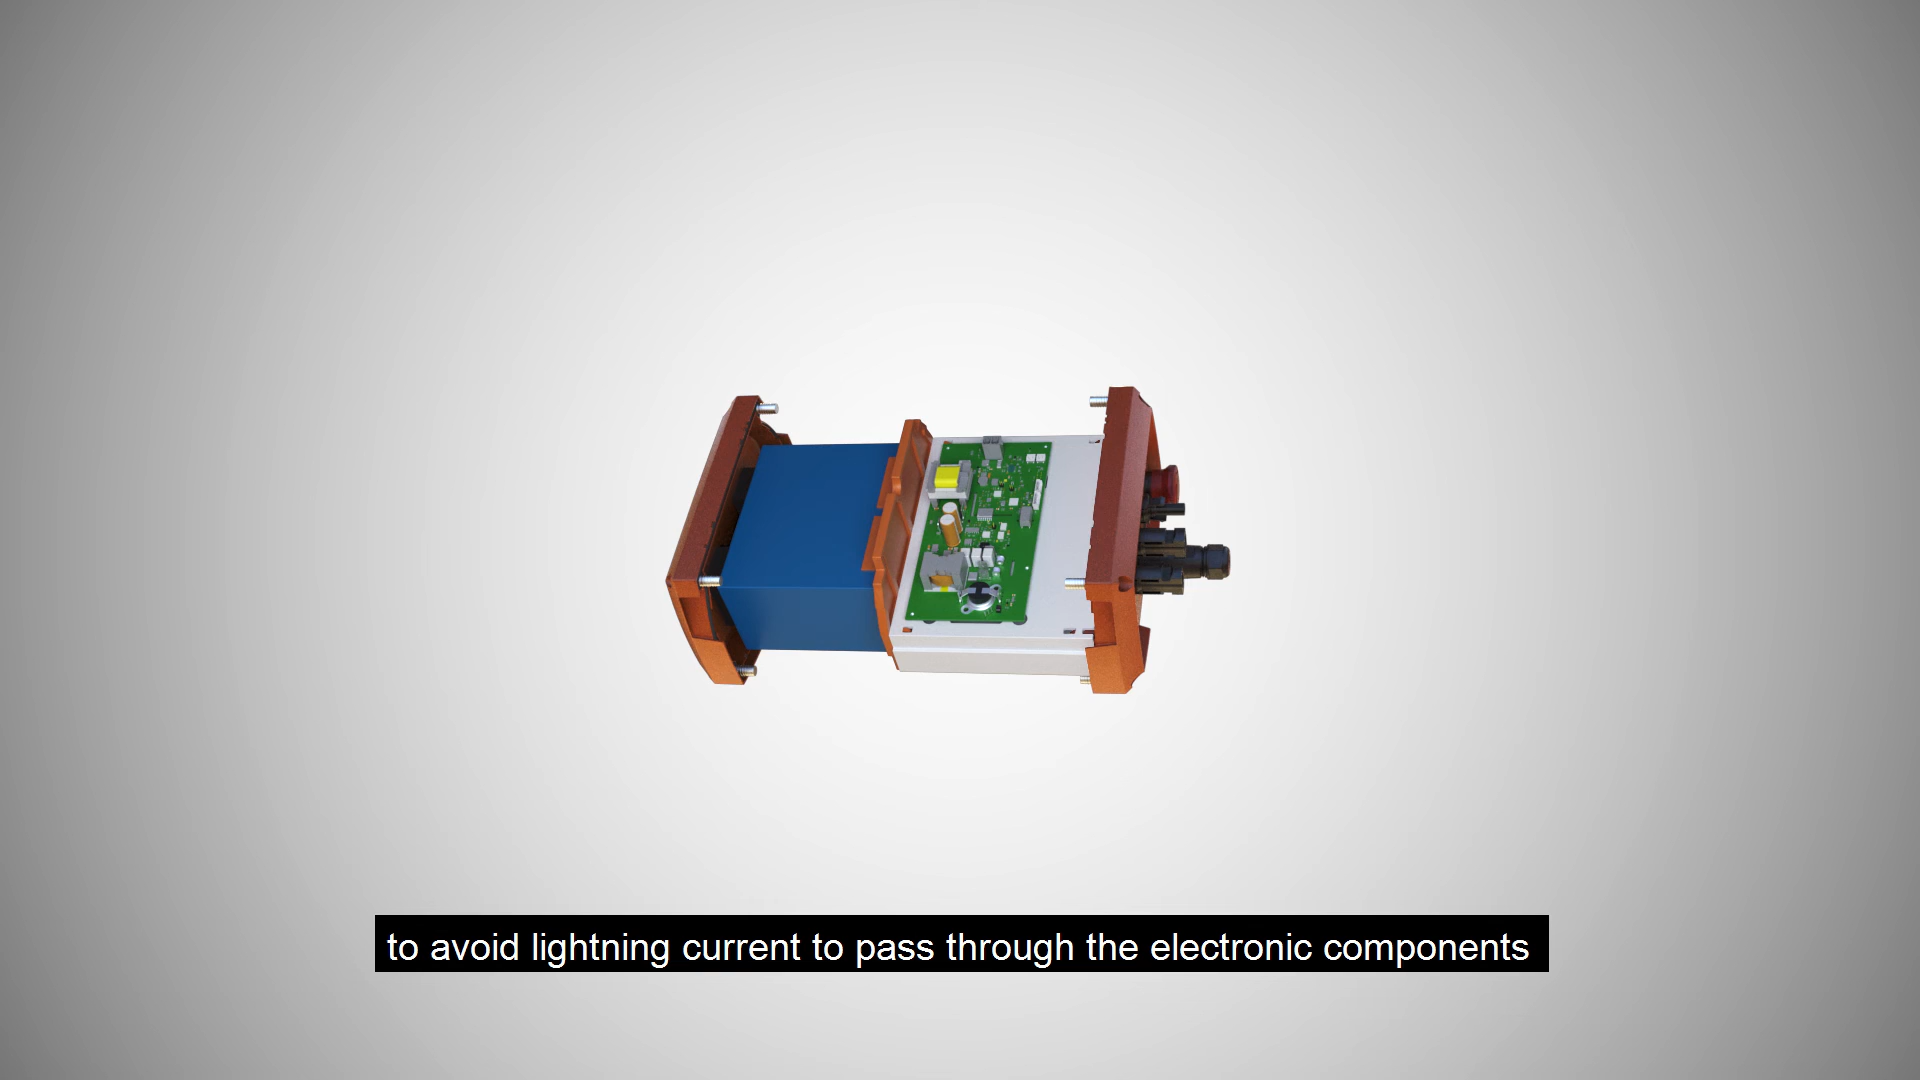 to avoid lightning current to pass through the electronic components